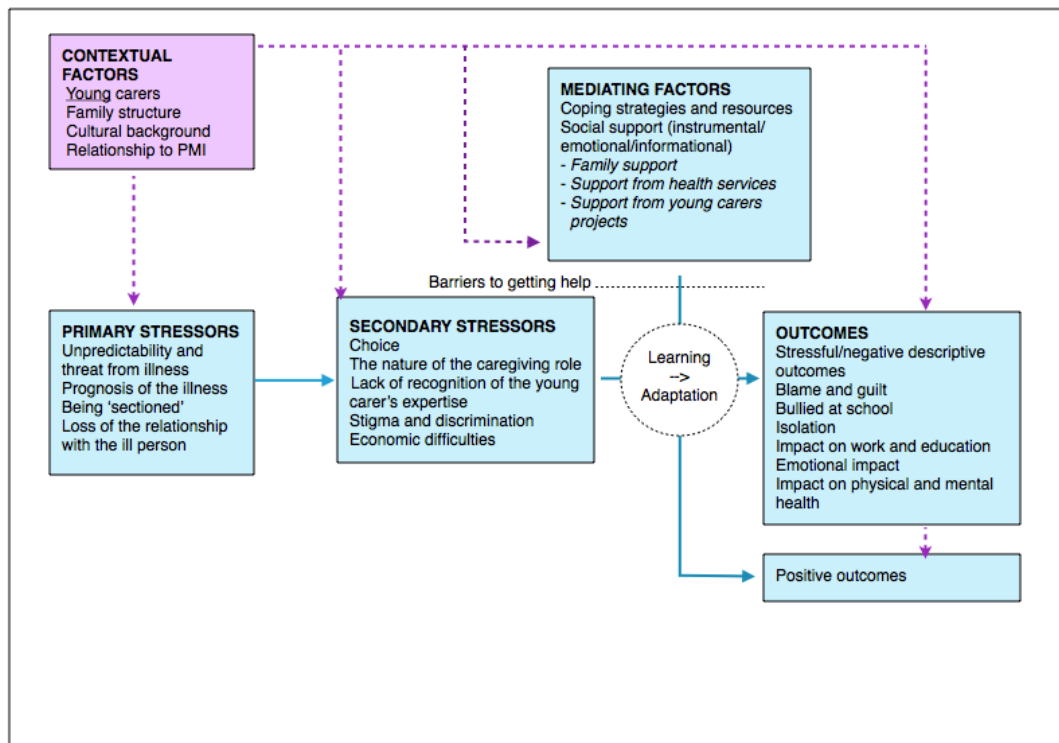 CONTEXTUAL
FACTORS
Young carers
Family structure
Cultural background
Relationship to PMI
MEDIATING FACTORS
Coping strategies and resources
Social support (instrumental/
emotional/informational)
- Family support
- Support from health services
- Support from young carers
projects
Barriers to getting help
PRIMARY STRESSORS
Unpredictability and
threat from illness
Prognosis of the illness
Being ‘sectioned’
Loss of the relationship
with the ill person
SECONDARY STRESSORS
Choice
The nature of the caregiving role
Lack of recognition of the young
carer’s expertise
Stigma and discrimination
Economic difficulties
Learning
-->
Adaptation
OUTCOMES
Stressful/negative descriptive
outcomes
Blame and guilt
Bullied at school
Isolation
Impact on work and education
Emotional impact
Impact on physical and mental
health
Positive outcomes